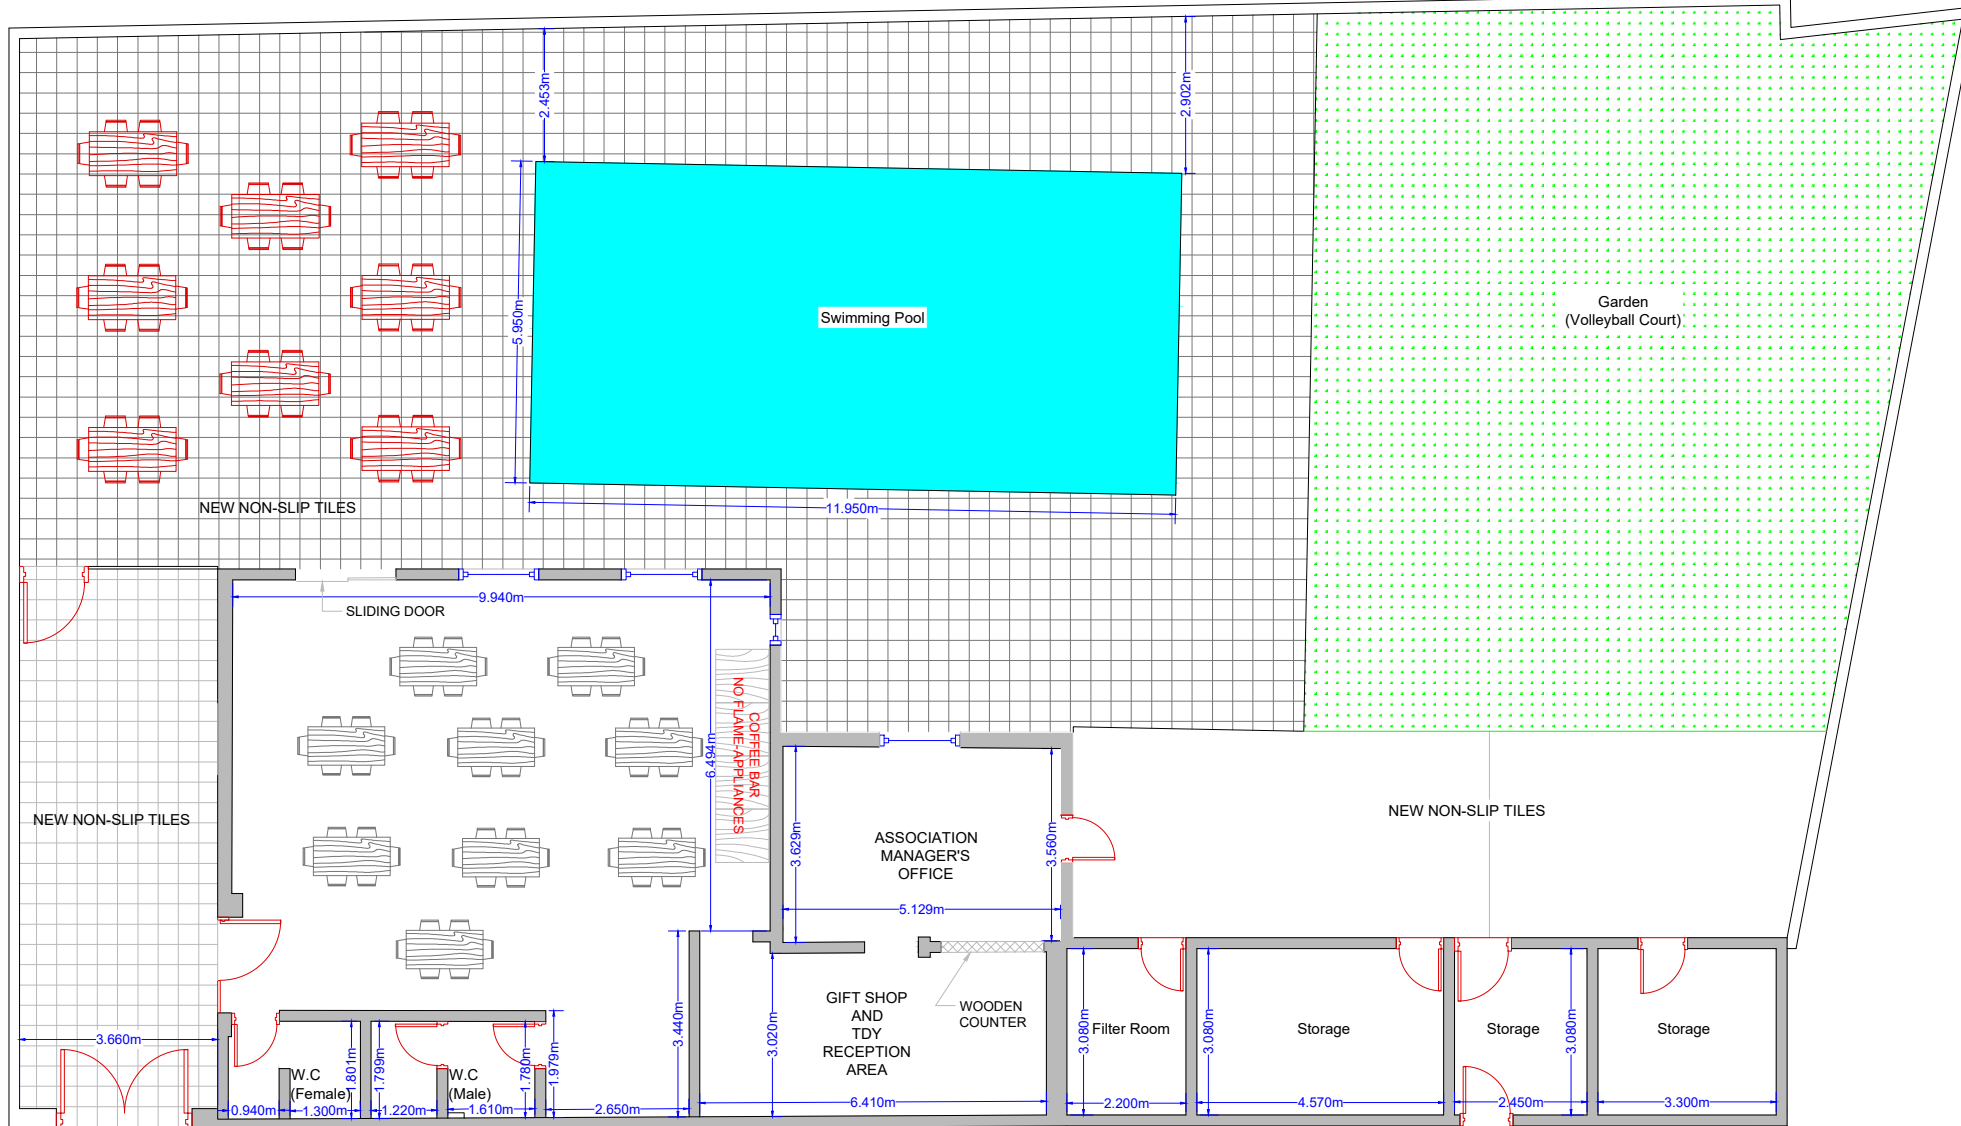 2.453m
2.902m
5.950m
Swimming Pool
Garden
(Volleyball Court)
11.950m
NEW NON-SLIP TILES
9.940m
SLIDING DOOR
6.494m
COFFEE BAR
NO FLAME-APPLIANCES
NEW NON-SLIP TILES
3.629m
ASSOCIATION
MANAGER'S
OFFICE
3.560m
5.129m
NEW NON-SLIP TILES
3.660m
W.C
(Female)
1.801m
0.940m
1.300m
1.799m
W.C
(Male)
1.780m
1.979m
1.220m
1.610m
2.650m
3.440m
3.020m
GIFT SHOP
AND
TDY
RECEPTION
AREA
WOODEN
COUNTER
6.410m
3.080m
Filter Room
2.200m
3.080m
Storage
4.570m
Storage
3.080m
2.450m
Storage
3.300m